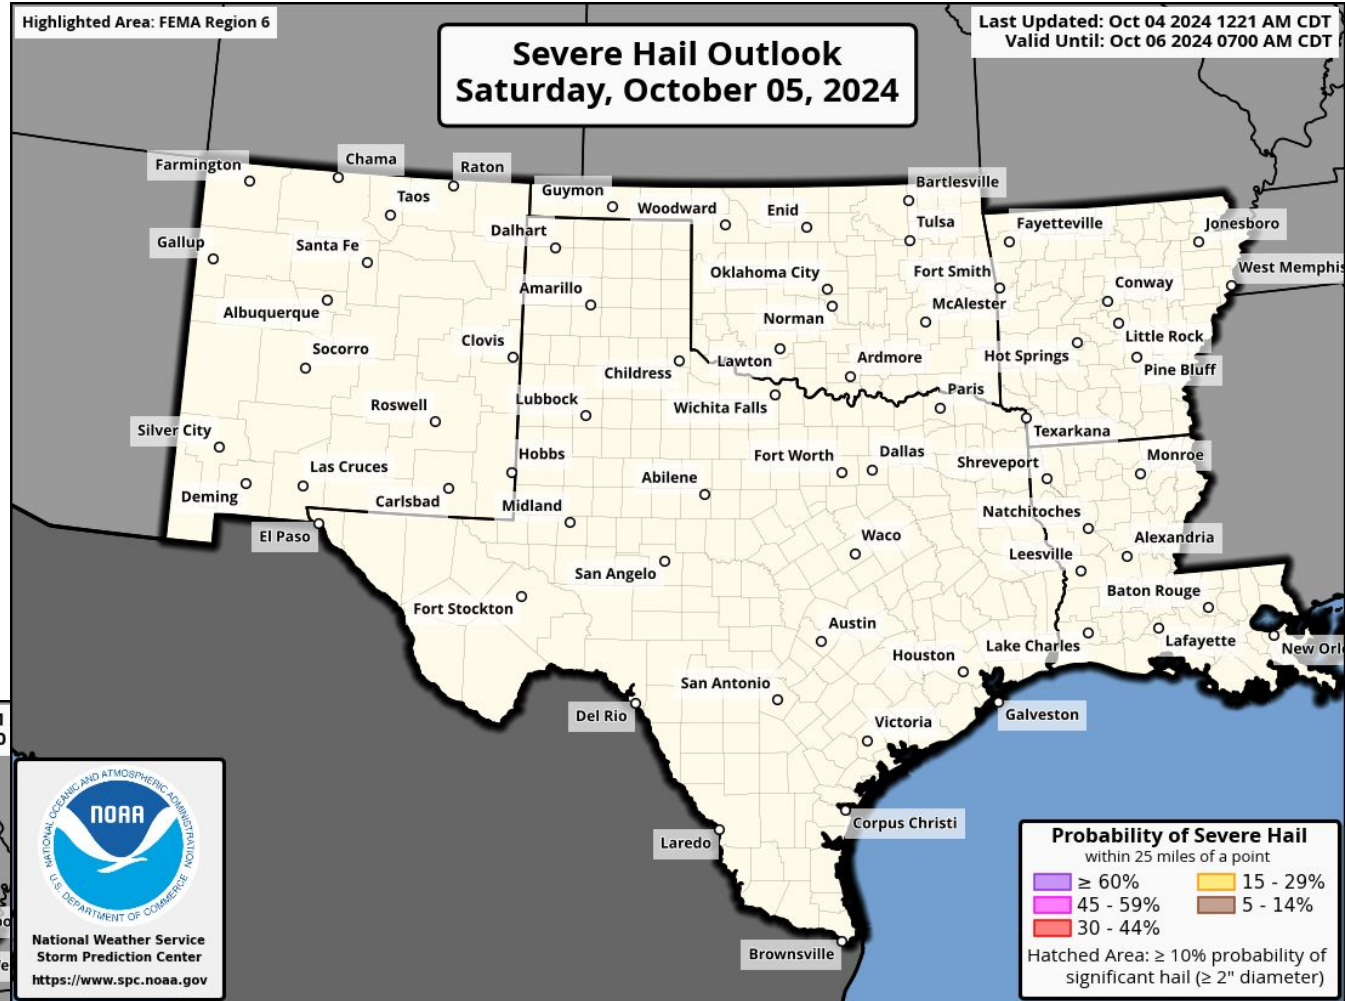 Highlighted Area: FEMA Region 6
Last Updated: Oct 04 2024 1221 AM CDT
Valid Until: Oct 06 2024 0700 AM CDT
Severe Hail Outlook
Saturday, October 05, 2024
Farmington
Chama
Raton
Taos
Guymon
Woodward
Enid
Bartlesville
Tulsa
Fayetteville
Jonesboro
Gallup
Santa Fe
Dalhart
Oklahoma City
Fort Smith
West Memphis
Albuquerque
Amarillo
Norman
McAlester
Conway
Socorro
Clovis
Childress
Lawton
Ardmore
Hot Springs
Little Rock
Pine Bluff
Roswell
Lubbock
Wichita Falls
Paris
Texarkana
Silver City
Las Cruces
Hobbs
Abilene
Fort Worth
Dallas
Shreveport
Monroe
Deming
Carlsbad
Midland
Natchitoches
El Paso
San Angelo
Waco
Leesville
Alexandria
Fort Stockton
Austin
Baton Rouge
Houston
Lake Charles
Lafayette
New Orl
San Antonio
Del Rio
Victoria
Galveston
Laredo
Corpus Christi
Brownsville
NATIONAL OCEANIC AND ATMOSPHERIC ADMINISTRATION
NOAA
U.S. DEPARTMENT OF COMMERCE
National Weather Service
Storm Prediction Center
https://www.spc.noaa.gov
Probability of Severe Hail
within 25 miles of a point
≥ 60%
15 - 29%
45 - 59%
5 - 14%
30 - 44%
Hatched Area: ≥ 10% probability of
significant hail (≥ 2" diameter)